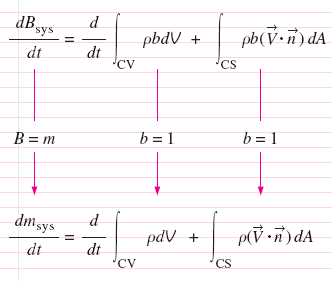 dB_sys/dt = d/dt ∫_CV ρb dV + ∫_CS ρb(V⃗·n⃗) dA
B = m b = 1 b = 1
dm_sys/dt = d/dt ∫_CV ρ dV + ∫_CS ρ(V⃗·n⃗) dA